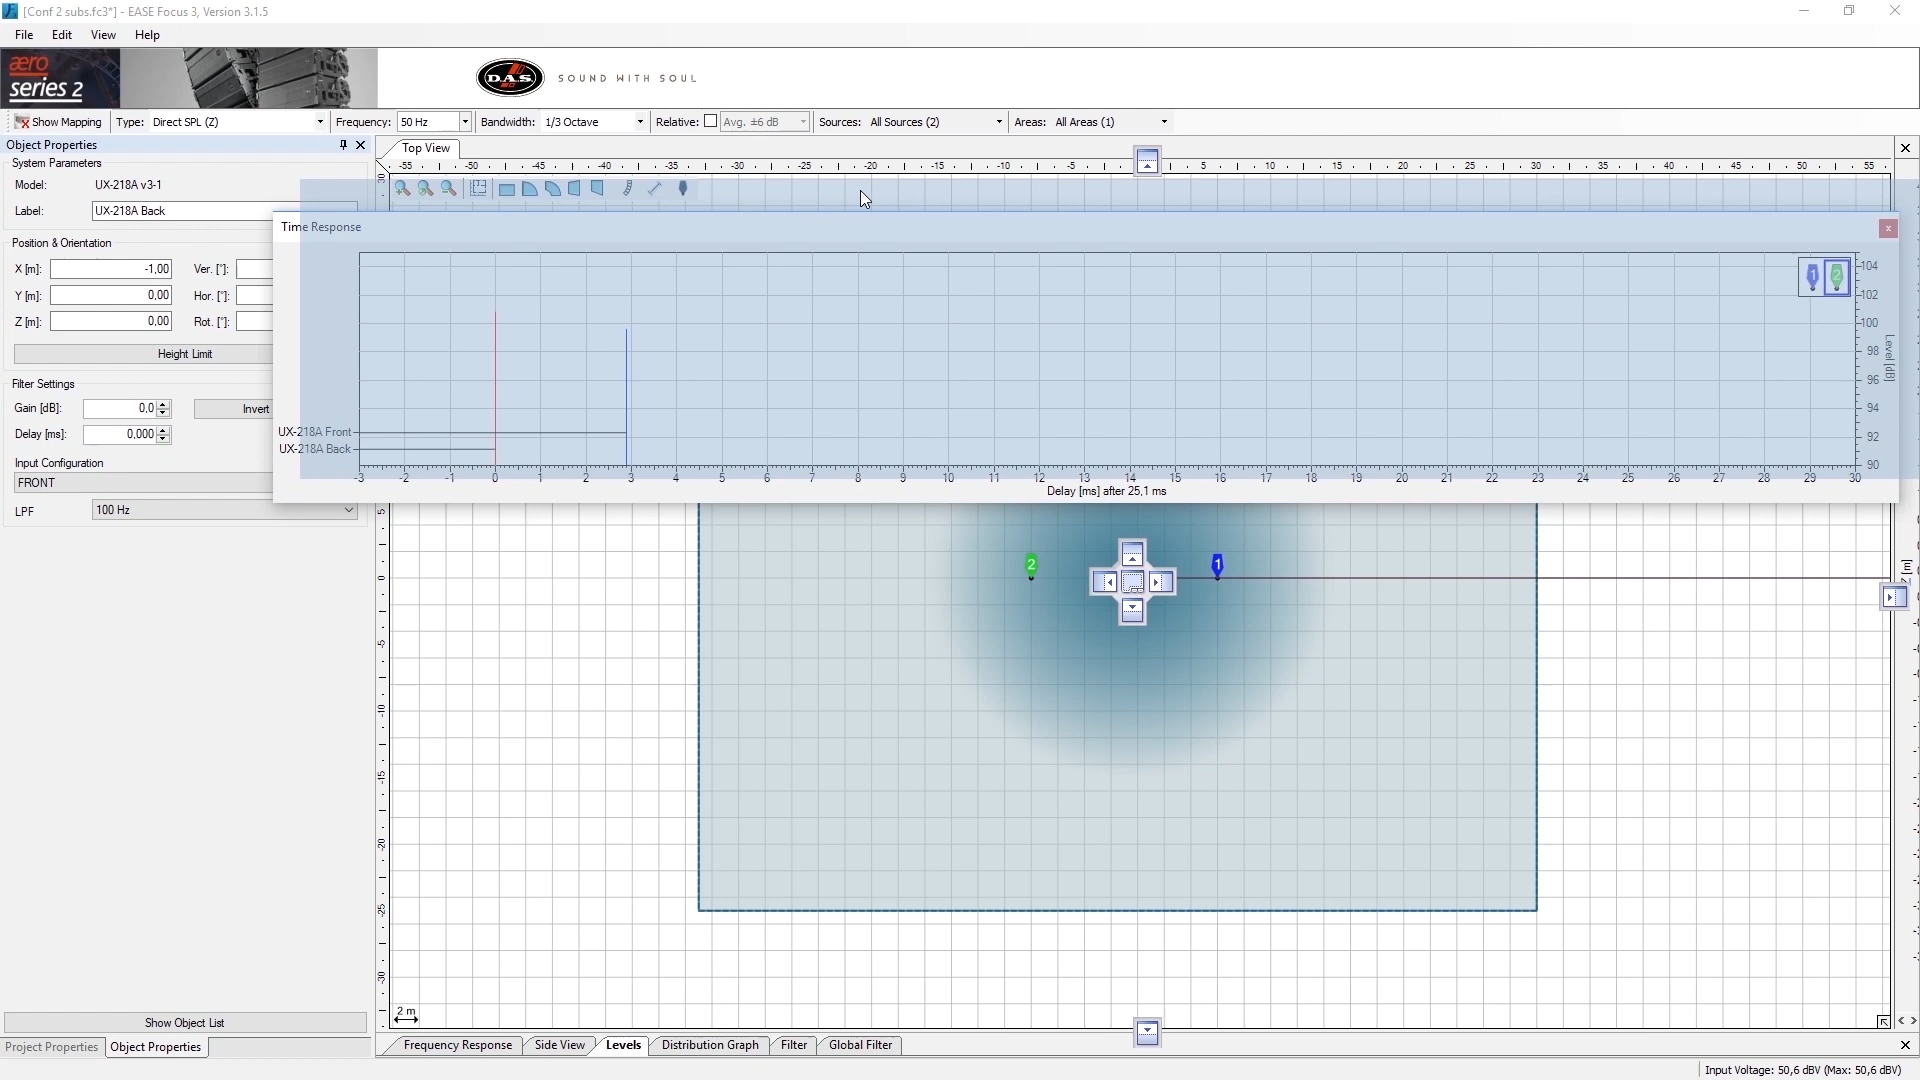 [Conf 2 subs.fc3*] - EASE Focus 3, Version 3.1.5
File Edit View Help
aero
series 2
D.A.S.
SOUND WITH SOUL
Show Mapping Type: Direct SPL (Z) Frequency: 50 Hz Bandwidth: 1/3 Octave Relative: Avg. ±6 dB Sources: All Sources (2) Areas: All Areas (1)
Object Properties
System Parameters
Model: UX-218A v3-1
Label: UX-218A Back
Position & Orientation
X [m]: -1,00 Ver. [°]:
Y [m]: 0,00 Hor. [°]:
Z [m]: 0,00 Rot. [°]:
Height Limit
Filter Settings
Gain [dB]: 0,0 Invert
Delay [ms]: 0,000
Input Configuration
FRONT
LPF 100 Hz
Show Object List
Project Properties Object Properties
Top View
-55 -50 -45 -40 -35 -30 -25 -20 -15 -10 -5 5 10 15 20 25 30 35 40 45 50 55
Time Response
1 2
104
102
100
98
96
94
92
90
Level [dB]
UX-218A Front
UX-218A Back
-3 -2 -1 0 1 2 3 4 5 6 7 8 9 10 11 12 13 14 15 16 17 18 19 20 21 22 23 24 25 26 27 28 29 30
Delay [ms] after 25,1 ms
5
0
-5
-10
-15
-20
-25
-30
2
1
2 m
Frequency Response Side View Levels Distribution Graph Filter Global Filter
Input Voltage: 50,6 dBV (Max: 50,6 dBV)